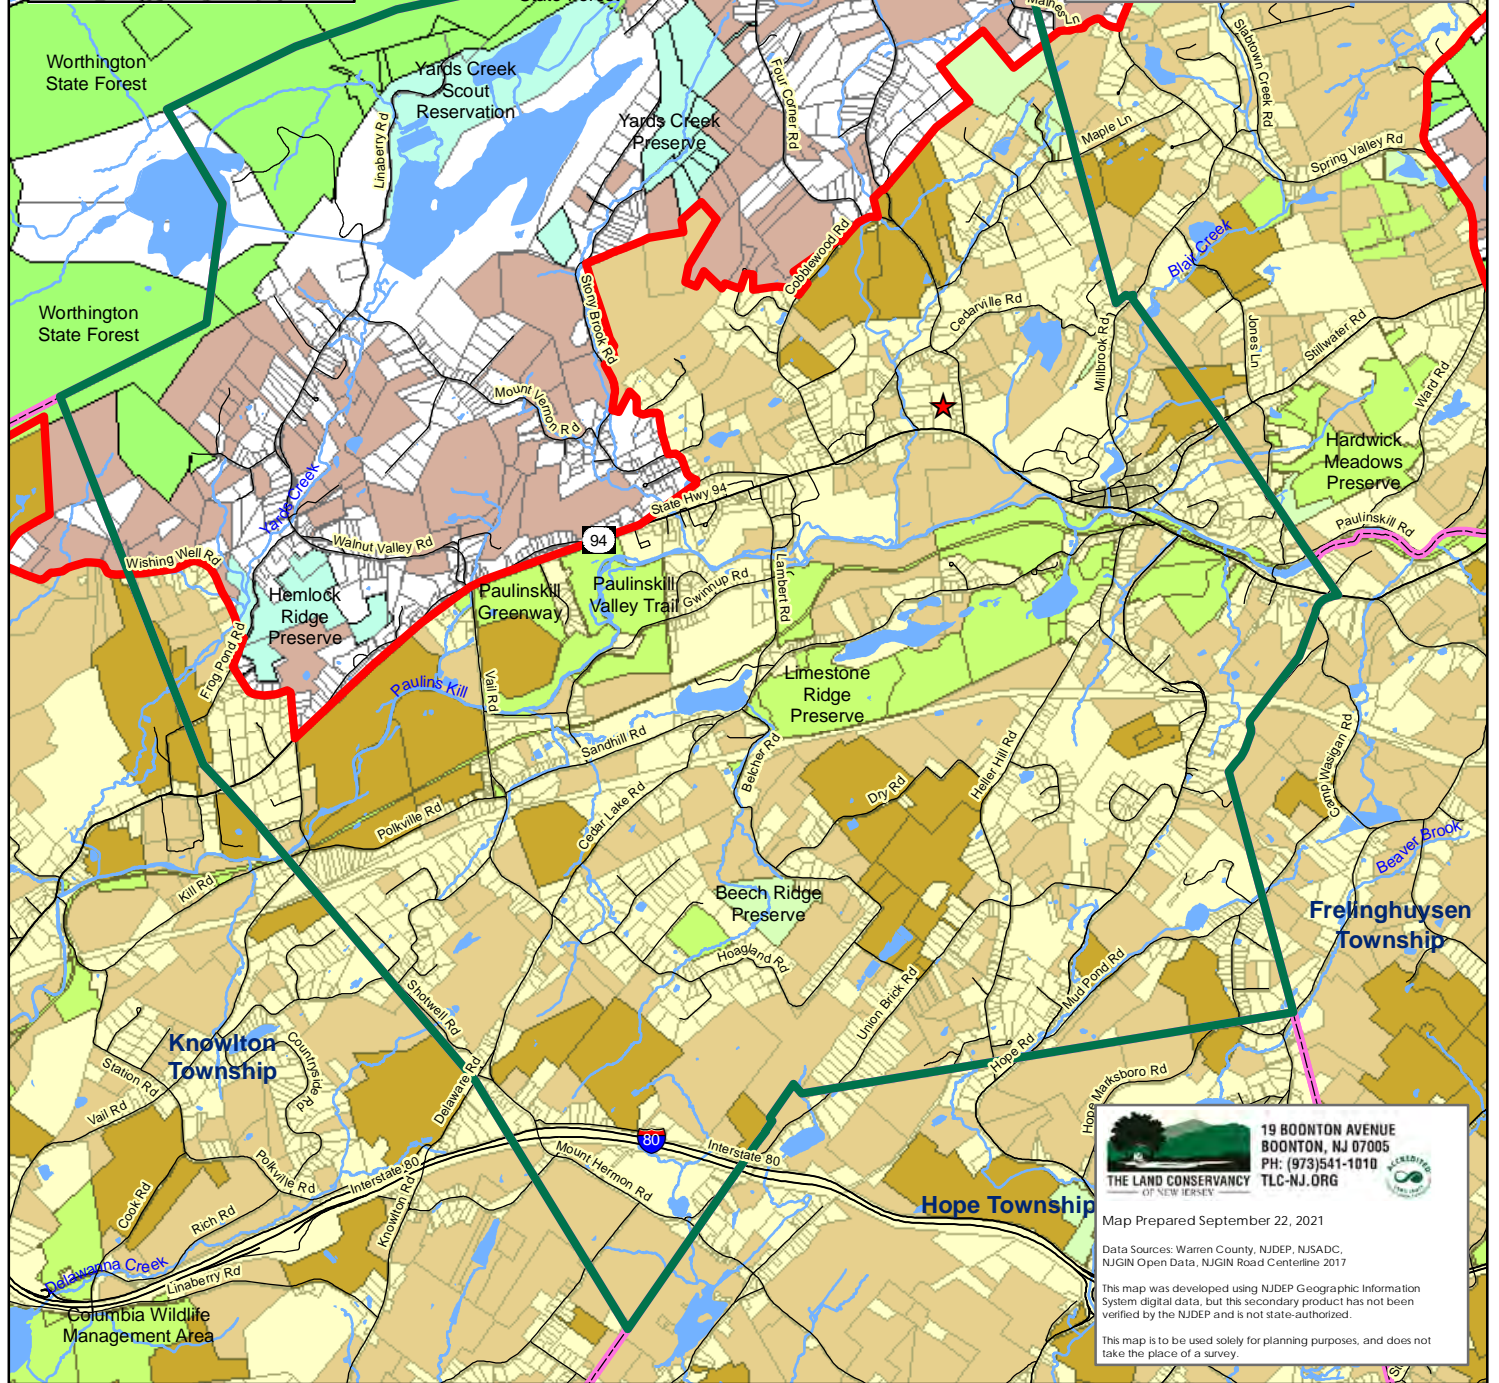 State Forest
Maines Ln
Worthington
State Forest
Yards Creek
Scout
Reservation
Yards Creek
Preserve
Four Corner Rd
Slabtown Creek Rd
Maple Ln
Spring Valley Rd
Linaberry Rd
Cobblewood Rd
Blair Creek
Stony Brook Rd
Cedarville Rd
Millbrook Rd
Jones Ln
Stillwater Rd
Ward Rd
Worthington
State Forest
Mount Vernon Rd
Hardwick
Meadows
Preserve
Yards Creek
State Hwy 94
94
Paulinskill Rd
Walnut Valley Rd
Wishing Well Rd
Hemlock
Ridge
Preserve
Paulinskill
Greenway
Paulinskill
Valley Trail
Gwinnup Rd
Lambert Rd
Frog Pond Rd
Paulins Kill
Vail Rd
Limestone
Ridge
Preserve
Sandhill Rd
Belcher Rd
Heller Hill Rd
Camp Wasigan Rd
Dry Rd
Cedar Lake Rd
Polkville Rd
Beaver Brook
Kill Rd
Beech Ridge
Preserve
Frelinghuysen
Township
Hoagland Rd
Union Brick Rd
Mud Pond Rd
Shotwell Rd
Knowlton
Township
Countryside Rd
Station Rd
Vail Rd
Delaware Rd
Hope Rd
Hope Marksboro Rd
80
Interstate 80
Mount Hermon Rd
Polkville Rd
Interstate 80
Cook Rd
Rich Rd
Knowlton Rd
Hope Township
Delawanna Creek
Linaberry Rd
Columbia Wildlife
Management Area
THE LAND CONSERVANCY
OF NEW JERSEY
19 BOONTON AVENUE
BOONTON, NJ 07005
PH: (973)541-1010
TLC-NJ.ORG
ACCREDITED
Map Prepared September 22, 2021
Data Sources: Warren County, NJDEP, NJSADC,
NJGIN Open Data, NJGIN Road Centerline 2017
This map was developed using NJDEP Geographic Information
System digital data, but this secondary product has not been
verified by the NJDEP and is not state-authorized.
This map is to be used solely for planning purposes, and does not
take the place of a survey.